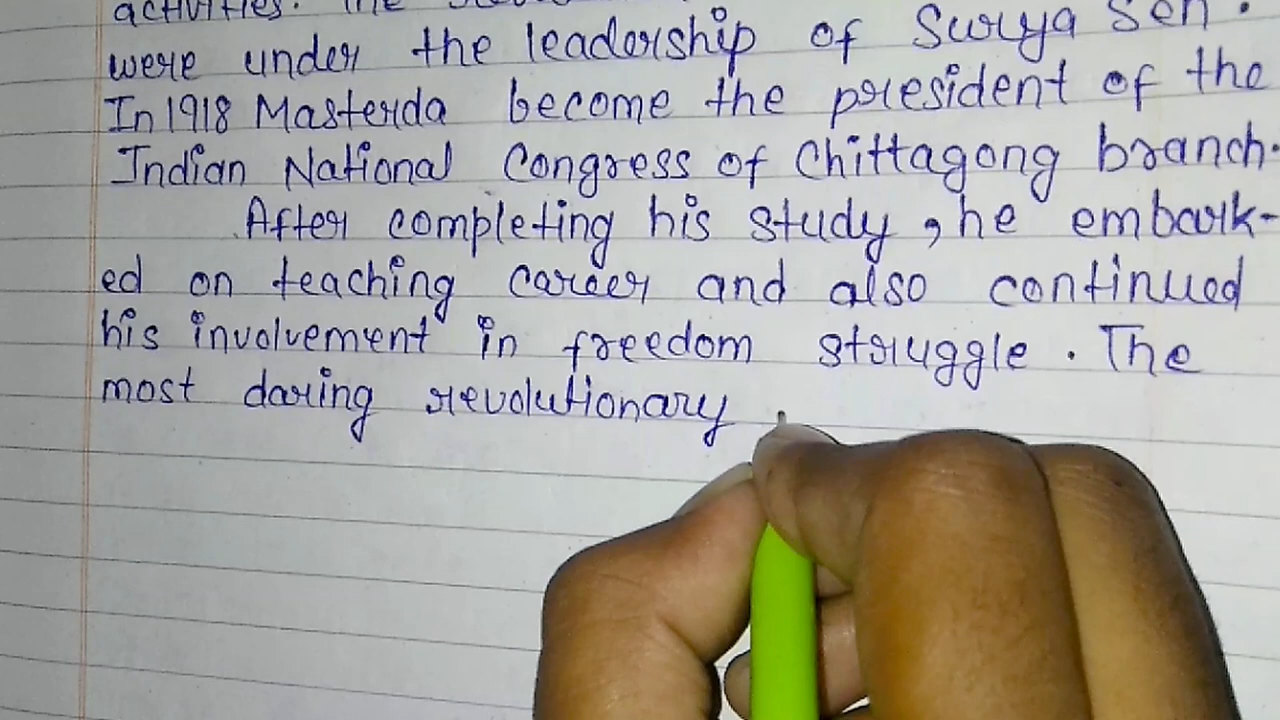 activities. The
were under the leadership of Surya Sen.
In 1918 Masterda become the president of the
Indian National Congress of Chittagong branch.
After completing his study, he embark-
ed on teaching career and also continued
his involvement in freedom struggle. The
most daring revolutionary